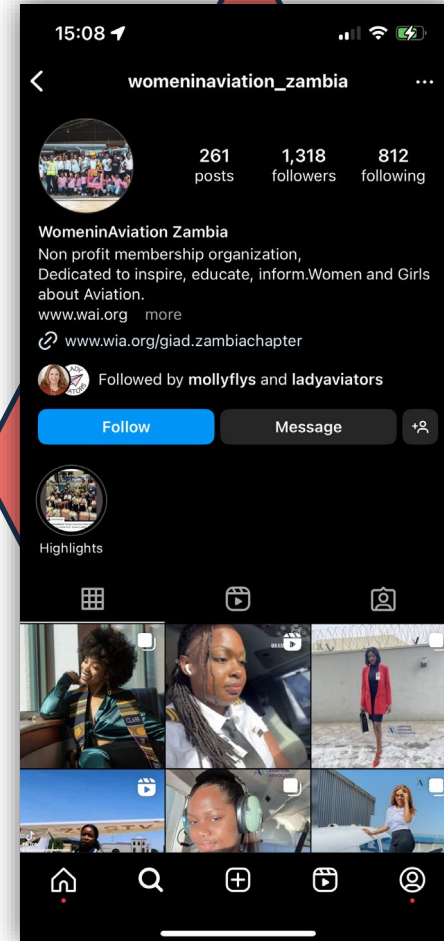 15:08
womeninaviation_zambia
261 1,318 812
posts followers following
WomeninAviation Zambia
Non profit membership organization,
Dedicated to inspire, educate, inform.Women and Girls
about Aviation.
www.wai.org more
www.wia.org/giad.zambiachapter
Followed by mollyflys and ladyaviators
Follow Message
Highlights